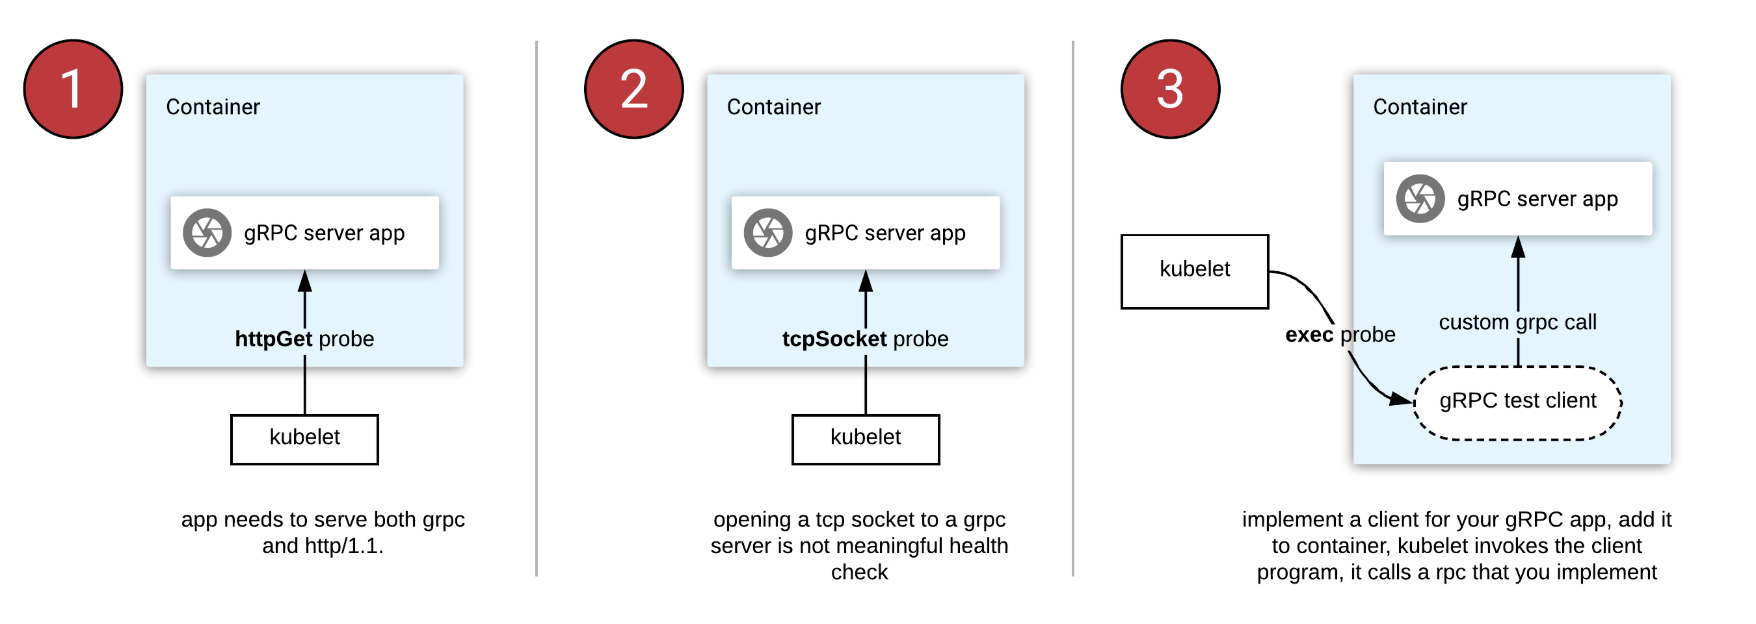 1
Container
gRPC server app
httpGet probe
kubelet
app needs to serve both grpc
and http/1.1.
2
Container
gRPC server app
tcpSocket probe
kubelet
opening a tcp socket to a grpc
server is not meaningful health
check
3
Container
gRPC server app
kubelet
custom grpc call
exec probe
gRPC test client
implement a client for your gRPC app, add it
to container, kubelet invokes the client
program, it calls a rpc that you implement